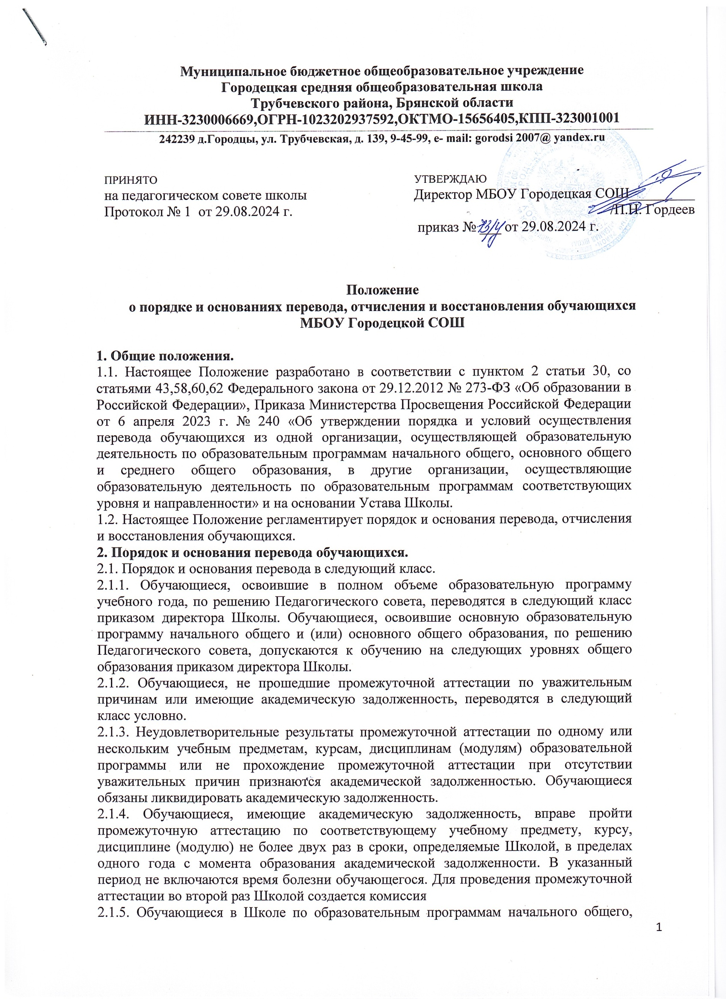 Муниципальное бюджетное общеобразовательное учреждение
Городецкая средняя общеобразовательная школа
Трубчевского района, Брянской области
ИНН-3230006669,ОГРН-1023202937592,ОКТМО-15656405,КПП-323001001
242239 д.Городцы, ул. Трубчевская, д. 139, 9-45-99, e- mail: gorodsi 2007@ yandex.ru
ПРИНЯТО
на педагогическом совете школы
Протокол № 1 от 29.08.2024 г.
УТВЕРЖДАЮ
Директор МБОУ Городецкая СОШ
/П.Н. Гордеев
приказ № от 29.08.2024 г.
Положение
о порядке и основаниях перевода, отчисления и восстановления обучающихся
МБОУ Городецкой СОШ
1. Общие положения.
1.1. Настоящее Положение разработано в соответствии с пунктом 2 статьи 30, со
статьями 43,58,60,62 Федерального закона от 29.12.2012 № 273-ФЗ «Об образовании в
Российской Федерации», Приказа Министерства Просвещения Российской Федерации
от 6 апреля 2023 г. № 240 «Об утверждении порядка и условий осуществления
перевода обучающихся из одной организации, осуществляющей образовательную
деятельность по образовательным программам начального общего, основного общего
и среднего общего образования, в другие организации, осуществляющие
образовательную деятельность по образовательным программам соответствующих
уровня и направленности» и на основании Устава Школы.
1.2. Настоящее Положение регламентирует порядок и основания перевода, отчисления
и восстановления обучающихся.
2. Порядок и основания перевода обучающихся.
2.1. Порядок и основания перевода в следующий класс.
2.1.1. Обучающиеся, освоившие в полном объеме образовательную программу
учебного года, по решению Педагогического совета, переводятся в следующий класс
приказом директора Школы. Обучающиеся, освоившие основную образовательную
программу начального общего и (или) основного общего образования, по решению
Педагогического совета, допускаются к обучению на следующих уровнях общего
образования приказом директора Школы.
2.1.2. Обучающиеся, не прошедшие промежуточной аттестации по уважительным
причинам или имеющие академическую задолженность, переводятся в следующий
класс условно.
2.1.3. Неудовлетворительные результаты промежуточной аттестации по одному или
нескольким учебным предметам, курсам, дисциплинам (модулям) образовательной
программы или не прохождение промежуточной аттестации при отсутствии
уважительных причин признаются академической задолженностью. Обучающиеся
обязаны ликвидировать академическую задолженность.
2.1.4. Обучающиеся, имеющие академическую задолженность, вправе пройти
промежуточную аттестацию по соответствующему учебному предмету, курсу,
дисциплине (модулю) не более двух раз в сроки, определяемые Школой, в пределах
одного года с момента образования академической задолженности. В указанный
период не включаются время болезни обучающегося. Для проведения промежуточной
аттестации во второй раз Школой создается комиссия
2.1.5. Обучающиеся в Школе по образовательным программам начального общего,
1